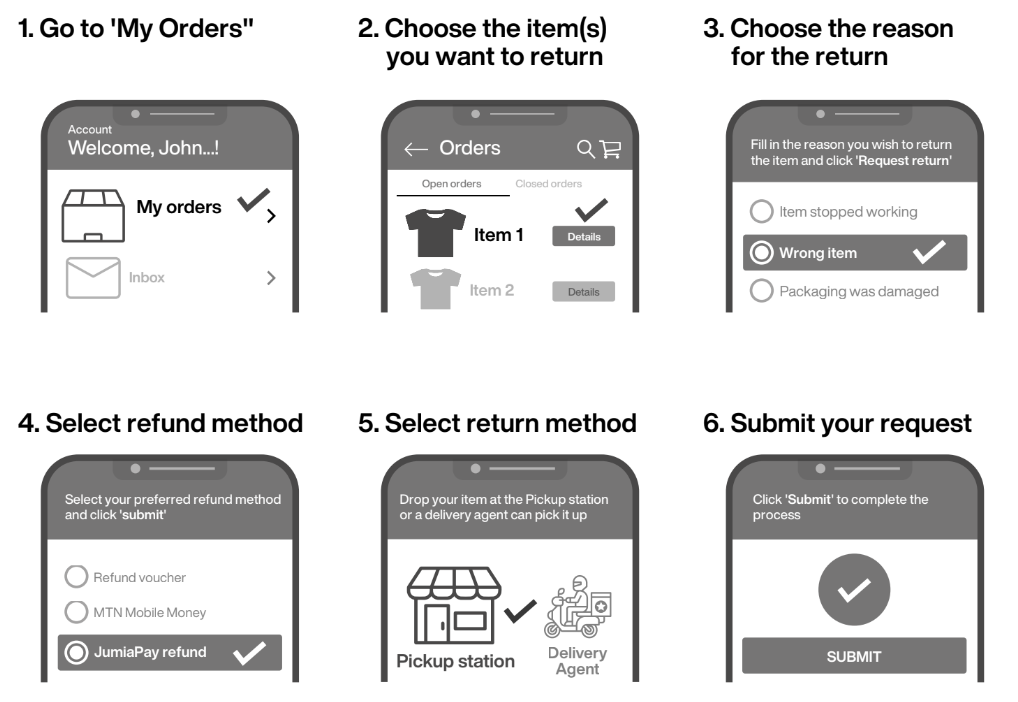 1. Go to 'My Orders"
Account
Welcome, John...!
My orders
Inbox
2. Choose the item(s)
you want to return
Orders
Open orders
Closed orders
Item 1
Details
Item 2
Details
3. Choose the reason
for the return
Fill in the reason you wish to return
the item and click 'Request return'
Item stopped working
Wrong item
Packaging was damaged
4. Select refund method
Select your preferred refund method
and click 'submit'
Refund voucher
MTN Mobile Money
JumiaPay refund
5. Select return method
Drop your item at the Pickup station
or a delivery agent can pick it up
Pickup station
Delivery
Agent
6. Submit your request
Click 'Submit' to complete the
process
SUBMIT